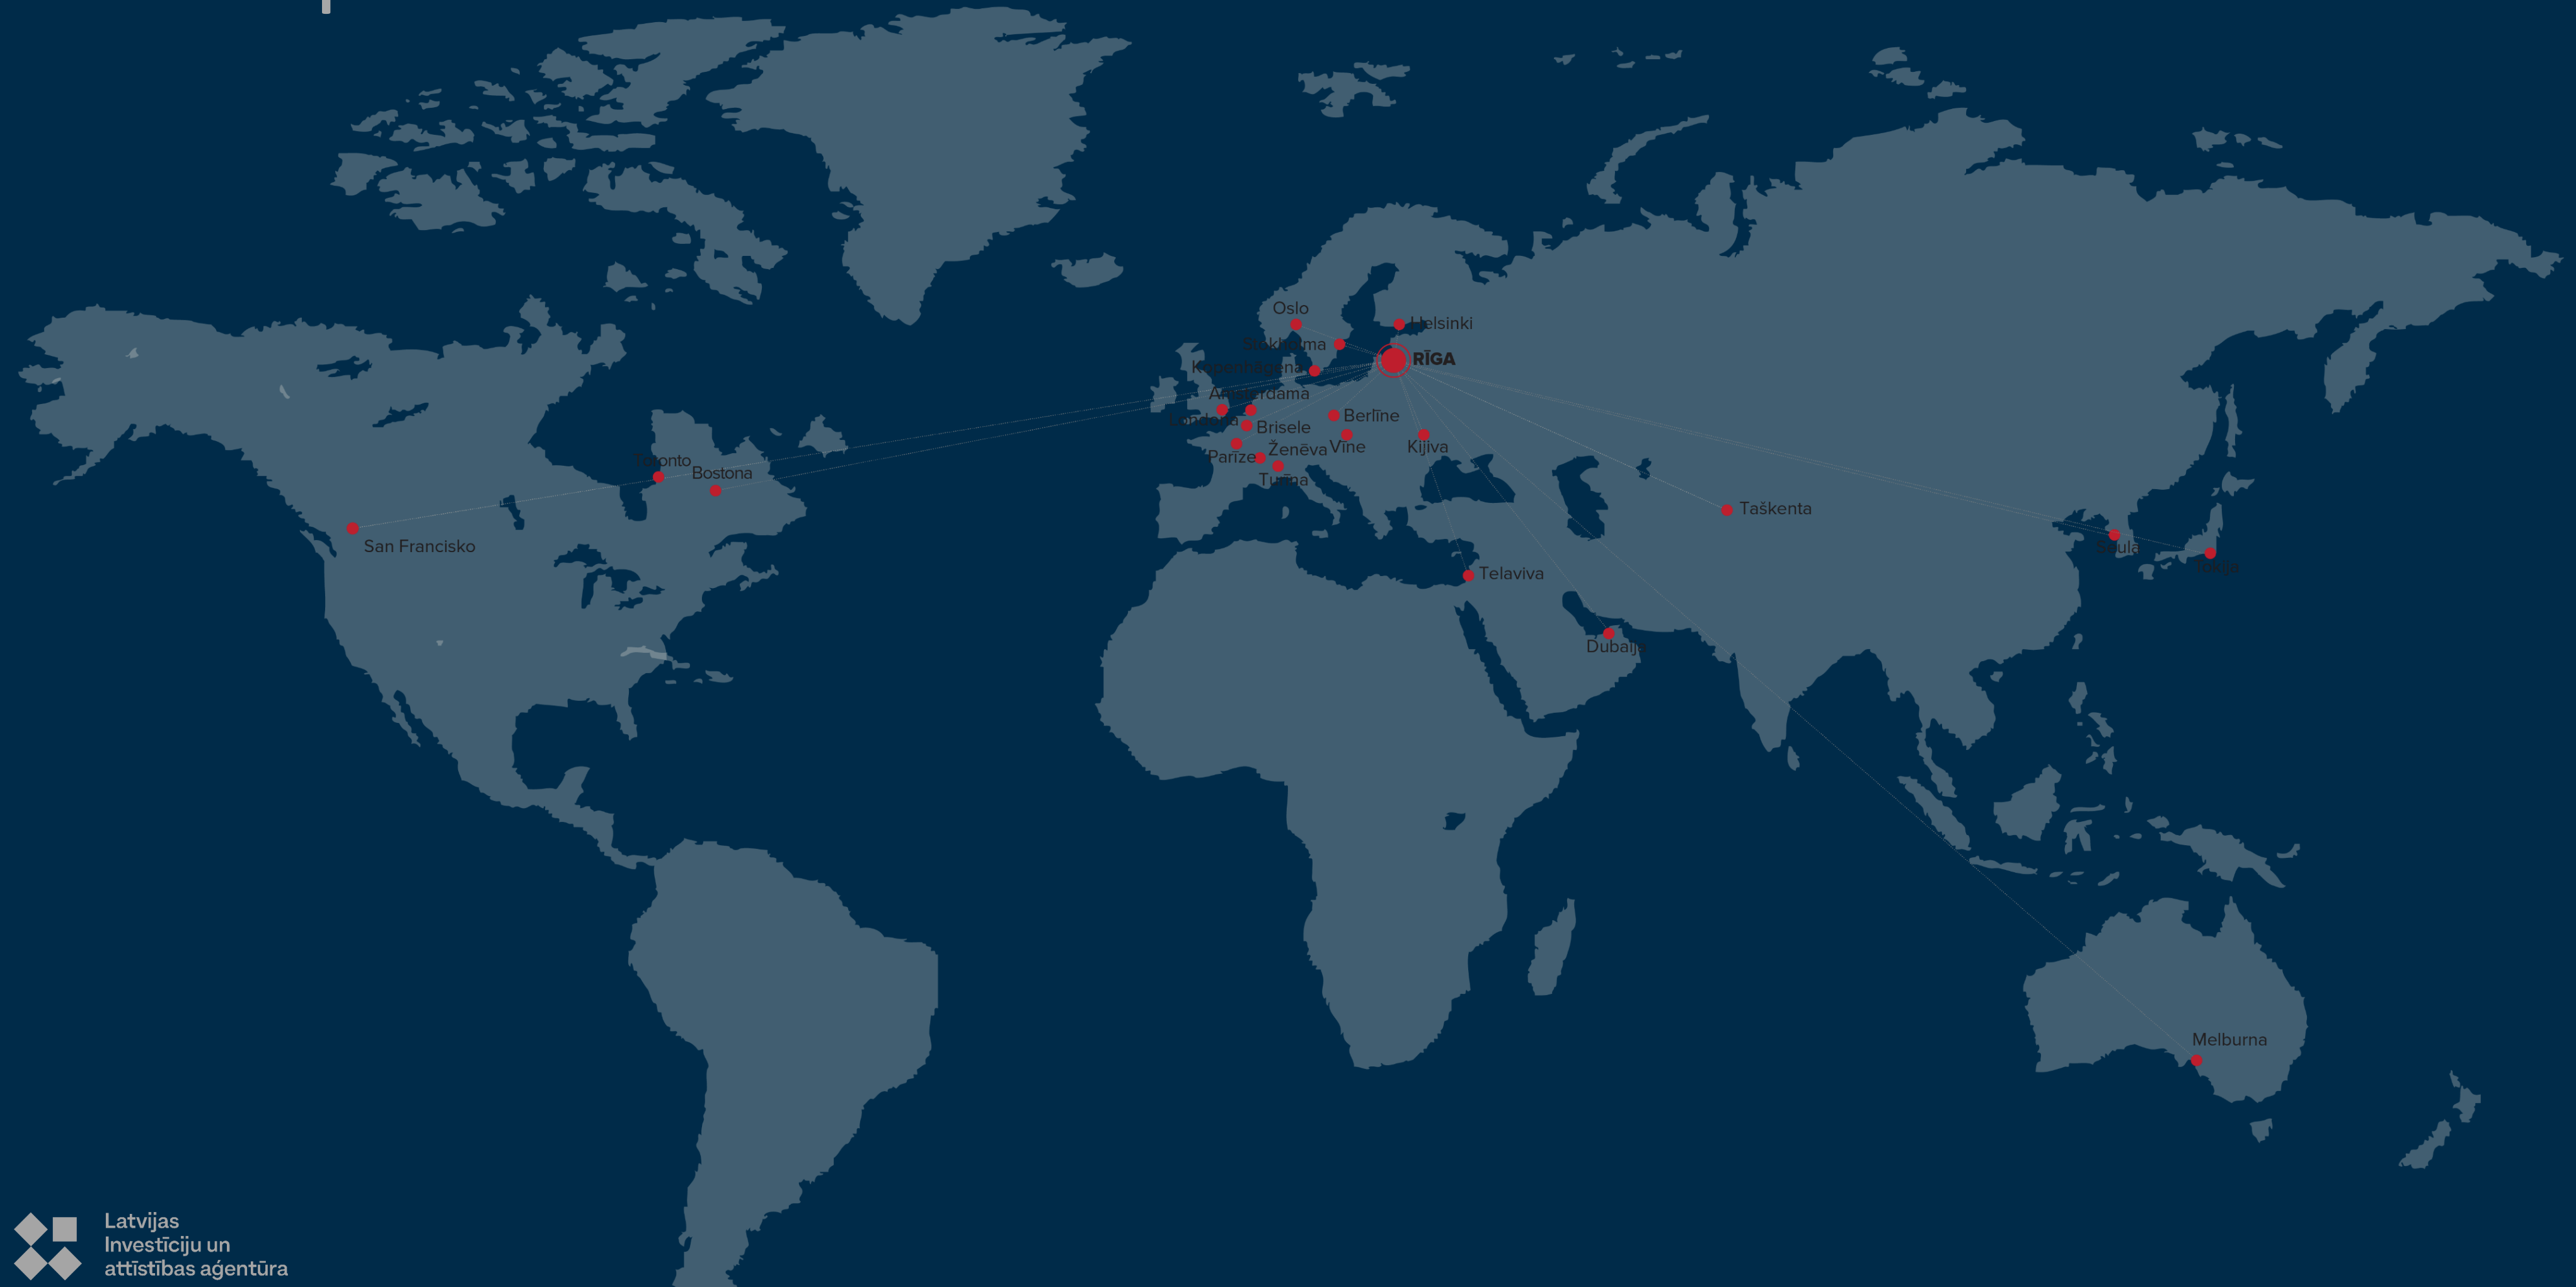 Oslo
Helsinki
Stokholma
RĪGA
Kopenhāgena
Amsterdama
Berlīne
Londona
Brisele
Toronto
Bostona
Parīze
Ženēva
Vīne
Kijiva
Turīna
San Francisko
Taškenta
Seula
Tokija
Telaviva
Dubaija
Melburna
Latvijas
Investīciju un
attīstības aģentūra